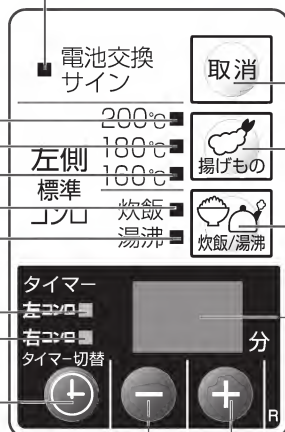 電池交換
サイン
取消
200℃
180℃
160℃
揚げもの
左側
標準
コンロ
炊飯
湯沸
炊飯/湯沸
タイマー
左コンロ
右コンロ
分
タイマー切替
－
＋
R